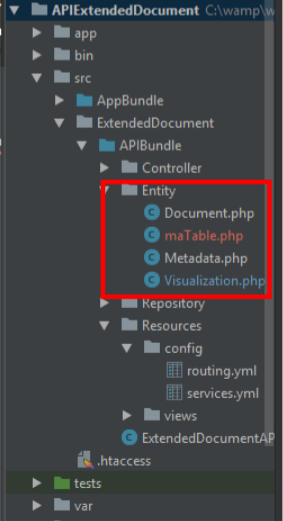 APIExtendedDocument C:\wamp\w
app
bin
src
AppBundle
ExtendedDocument
APIBundle
Controller
Entity
Document.php
maTable.php
Metadata.php
Visualization.php
Repository
Resources
config
routing.yml
services.yml
views
ExtendedDocumentAP
.htaccess
tests
var